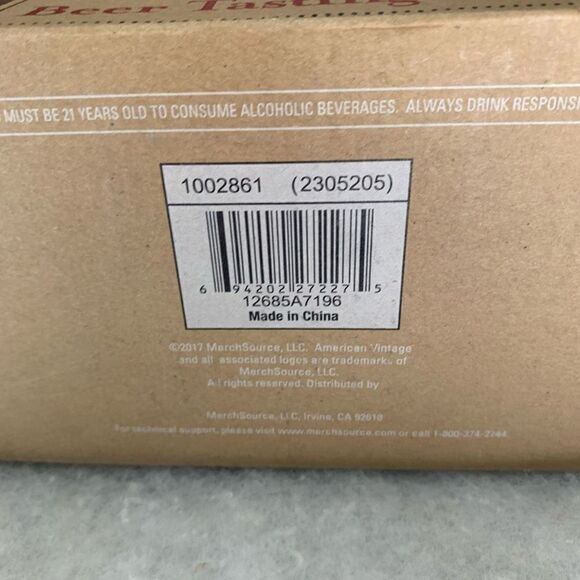 Beer Tasting
MUST BE 21 YEARS OLD TO CONSUME ALCOHOLIC BEVERAGES. ALWAYS DRINK RESPONSI
1002861 (2305205)
6 94202 27227 5
12685A7196
Made in China
©2017 MerchSource, LLC. American Vintage
and all associated logos are trademarks of
MerchSource, LLC.
All rights reserved. Distributed by
MerchSource, LLC, Irvine, CA 92618
For technical support, please visit www.merchsource.com or call 1-800-374-2744